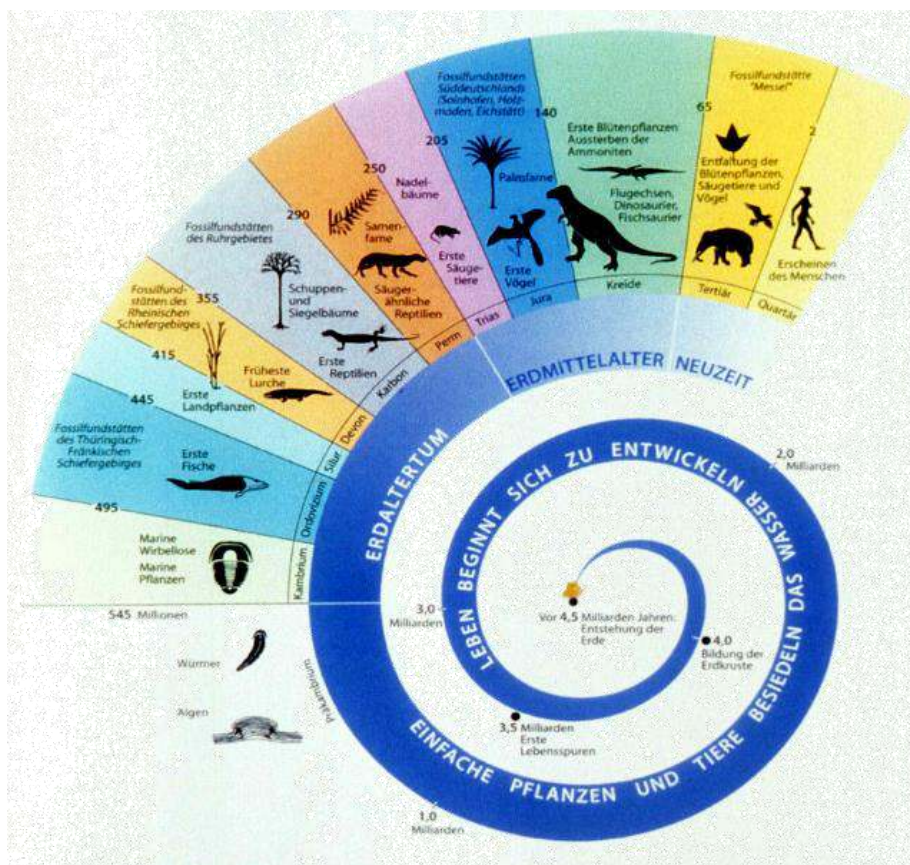 Fossilfundstätten
Süddeutschlands
(Solnhofen, Holz-
maden, Eichstätt)
Fossilfundstätte
"Messel"
65
2
140
205
250
290
355
415
445
495
Erste Blütenpflanzen
Aussterben der
Ammoniten
Flugechsen,
Dinosaurier,
Fischsaurier
Entfaltung der
Blütenpflanzen,
Säugetiere und
Vögel
Erscheinen
des Menschen
Palmfarne
Erste
Vögel
Nadel-
bäume
Erste
Säuge-
tiere
Samen-
farne
Säuger-
ähnliche
Reptilien
Fossilfundstätten
des Ruhrgebietes
Schuppen-
und
Siegelbäume
Erste
Reptilien
Fossilfund-
stätten des
Rheinischen
Schiefergebirges
Früheste
Lurche
Erste
Landpflanzen
Fossilfundstätten
des Thüringisch-
Fränkischen
Schiefergebirges
Erste
Fische
Marine
Wirbellose
Marine
Pflanzen
Kambrium
Ordovizium
Silur
Devon
Karbon
Perm
Trias
Jura
Kreide
Tertiär
Quartär
ERDALTERTUM
ERDMITTELALTER
NEUZEIT
545 Millionen
Würmer
Algen
Präkambrium
LEBEN BEGINNT SICH ZU ENTWICKELN
EINFACHE PFLANZEN UND TIERE BESIEDELN DAS WASSER
Vor 4,5 Milliarden Jahren:
Entstehung der
Erde
4,0
Bildung der
Erdkruste
3,5 Milliarden
Erste
Lebensspuren
3,0
Milliarden
2,0
Milliarden
1,0
Milliarden